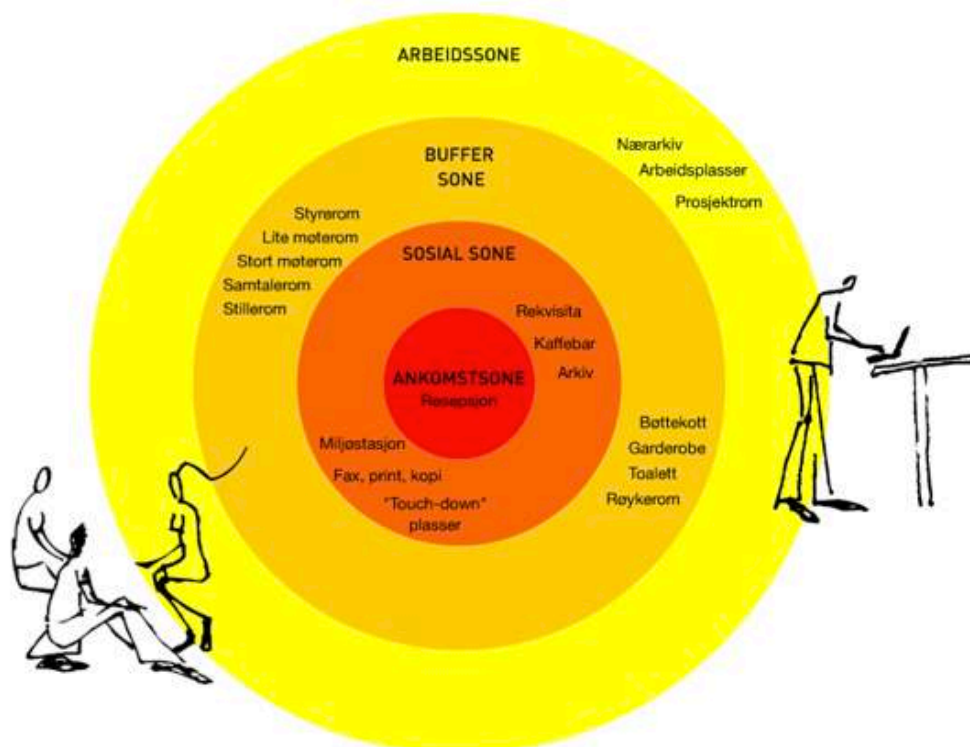 ARBEIDSSONE
Nærarkiv
Arbeidsplasser
Prosjektrom
BUFFER
SONE
Styrerom
Lite møterom
Stort møterom
Samtalerom
Stillerom
SOSIAL SONE
Rekvisita
Kaffebar
Arkiv
ANKOMSTSONE
Resepsjon
Miljøstasjon
Fax, print, kopi
"Touch-down"
plasser
Bøttekott
Garderobe
Toalett
Røykerom